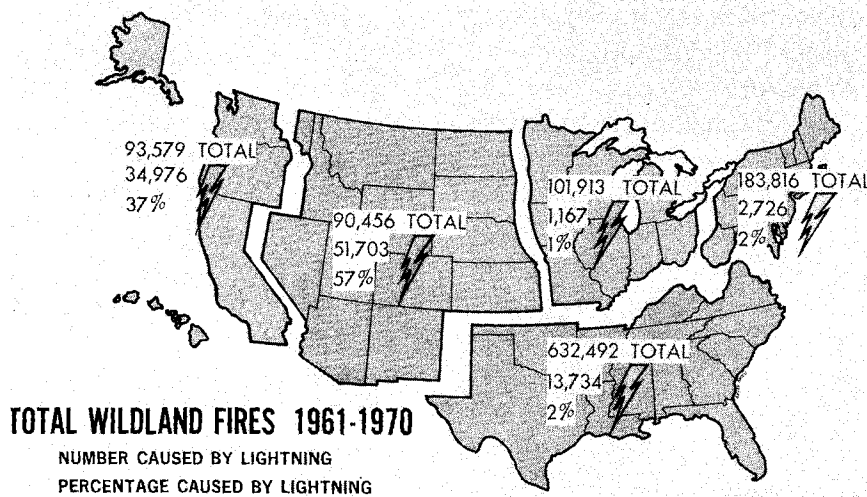 93,579 TOTAL
34,976
37%
90,456 TOTAL
51,703
57%
101,913 TOTAL
1,167
1%
183,816 TOTAL
2,726
2%
632,492 TOTAL
13,734
2%
TOTAL WILDLAND FIRES 1961-1970
NUMBER CAUSED BY LIGHTNING
PERCENTAGE CAUSED BY LIGHTNING